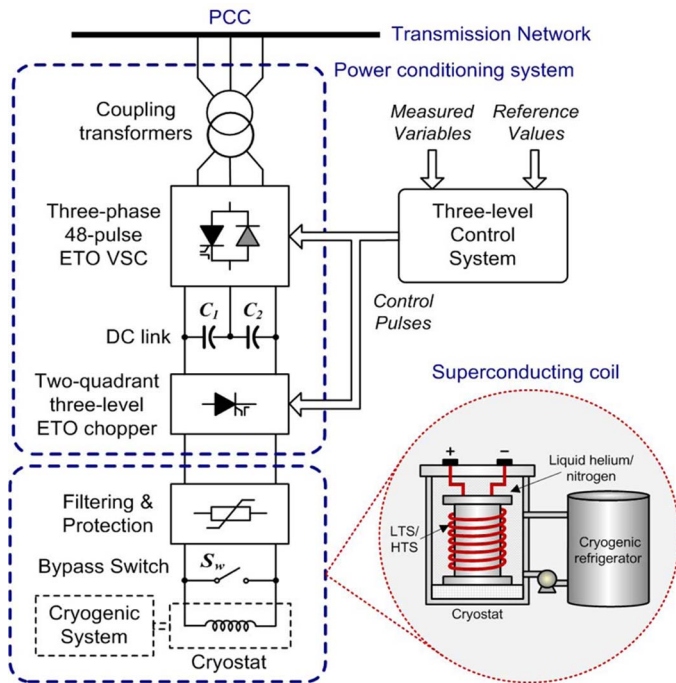 PCC
Transmission Network
Power conditioning system
Coupling
transformers
Measured
Variables
Reference
Values
Three-phase
48-pulse
ETO VSC
Three-level
Control
System
C1
C2
DC link
Control
Pulses
Two-quadrant
three-level
ETO chopper
Superconducting coil
+
−
Liquid helium/
nitrogen
Filtering &
Protection
LTS/
HTS
Cryogenic
refrigerator
Bypass Switch
Sw
Cryostat
Cryogenic
System
Cryostat